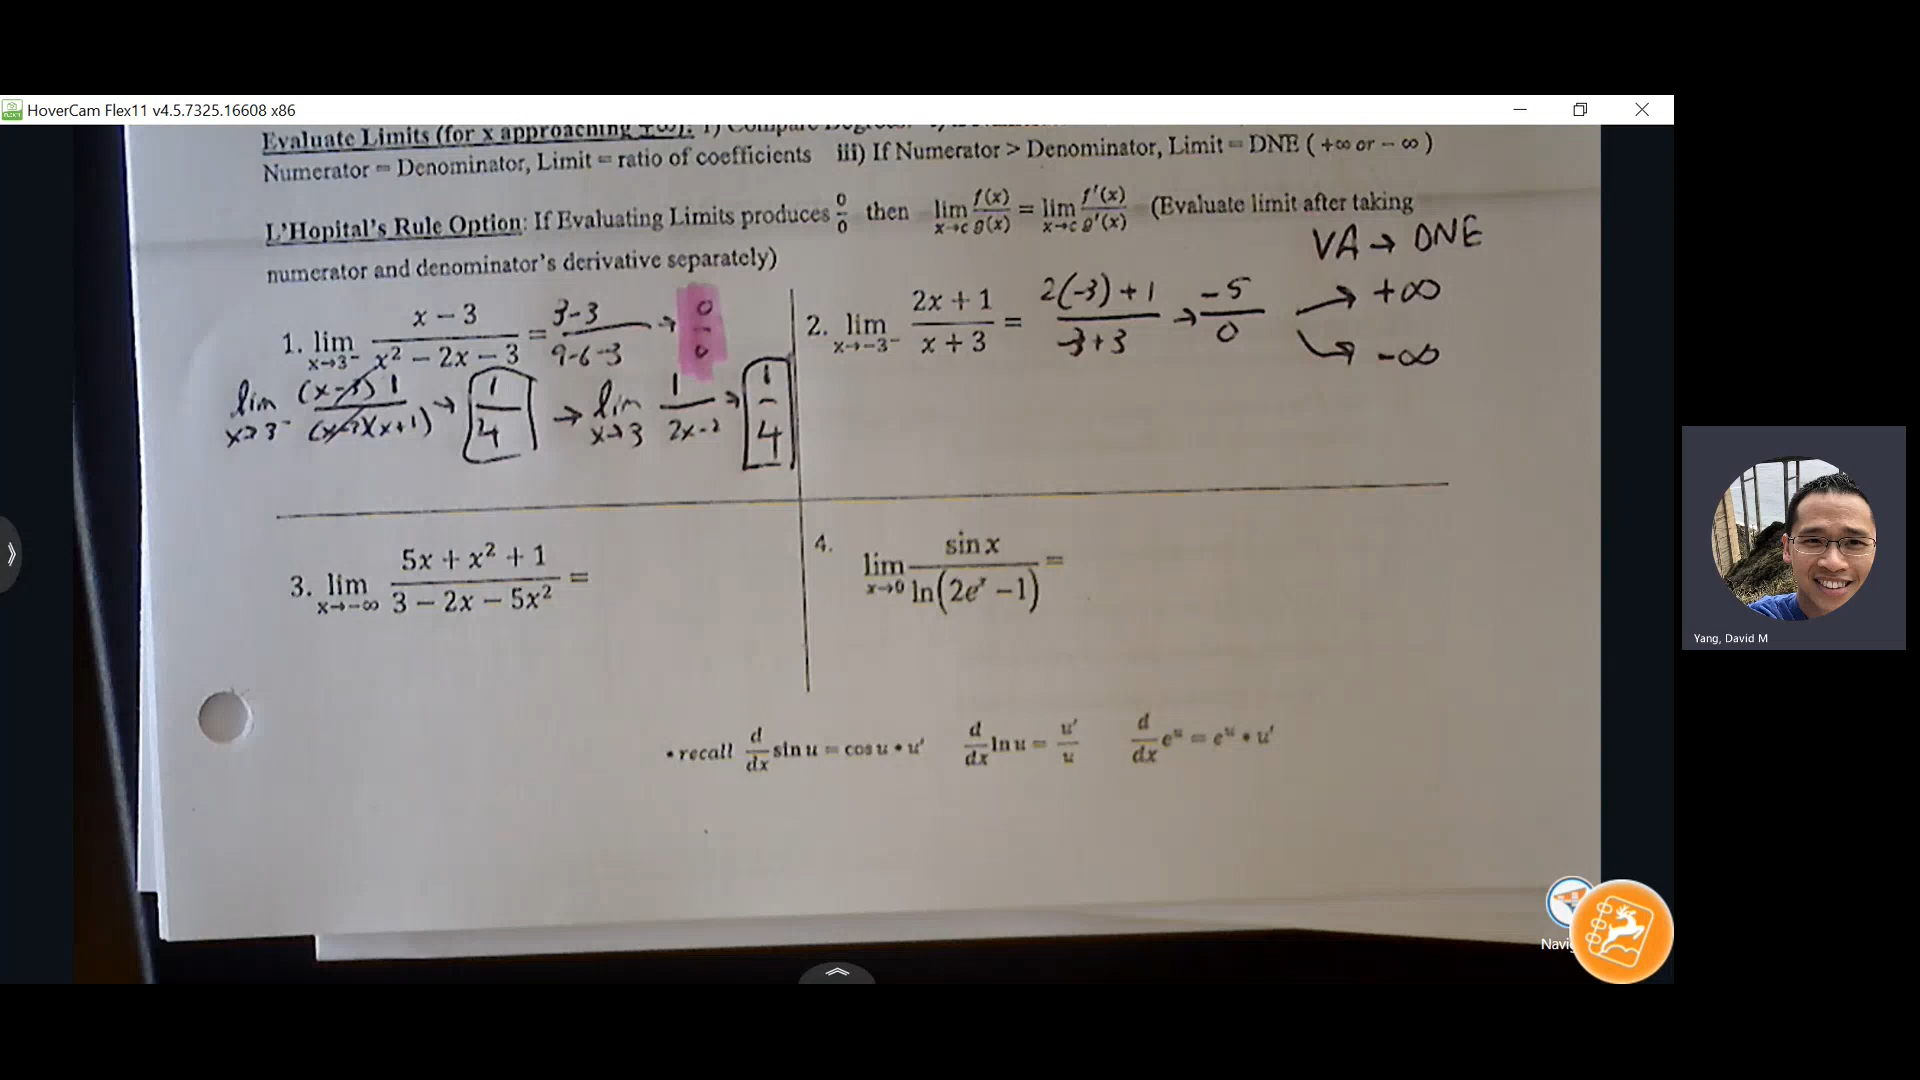 HoverCam Flex11 v4.5.7325.16608 x86
Evaluate Limits (for x approaching ±∞): i) Compare Degrees:
Numerator = Denominator, Limit = ratio of coefficients iii) If Numerator > Denominator, Limit = DNE ( +∞ or − ∞ )
L'Hopital's Rule Option: If Evaluating Limits produces 0/0 then lim x→c f(x)/g(x) = lim x→c f'(x)/g'(x) (Evaluate limit after taking
numerator and denominator's derivative separately)
VA → DNE
1. lim x→3⁻ (x − 3)/(x² − 2x − 3) = (3-3)/(9-6-3) → 0/0
lim x→3⁻ (x-3) 1/(x-3)(x+1) → 1/4 → lim x→3 1/(2x-2) → 1/4
2. lim x→−3⁻ (2x + 1)/(x + 3) = (2(-3)+1)/(-3+3) → -5/0
+∞
-∞
3. lim x→−∞ (5x + x² + 1)/(3 − 2x − 5x²) =
4. lim x→0 sin x/ln(2eˣ −1) =
• recall d/dx sin u = cos u • u' d/dx ln u = u'/u d/dx eᵘ = eᵘ • u'
Yang, David M